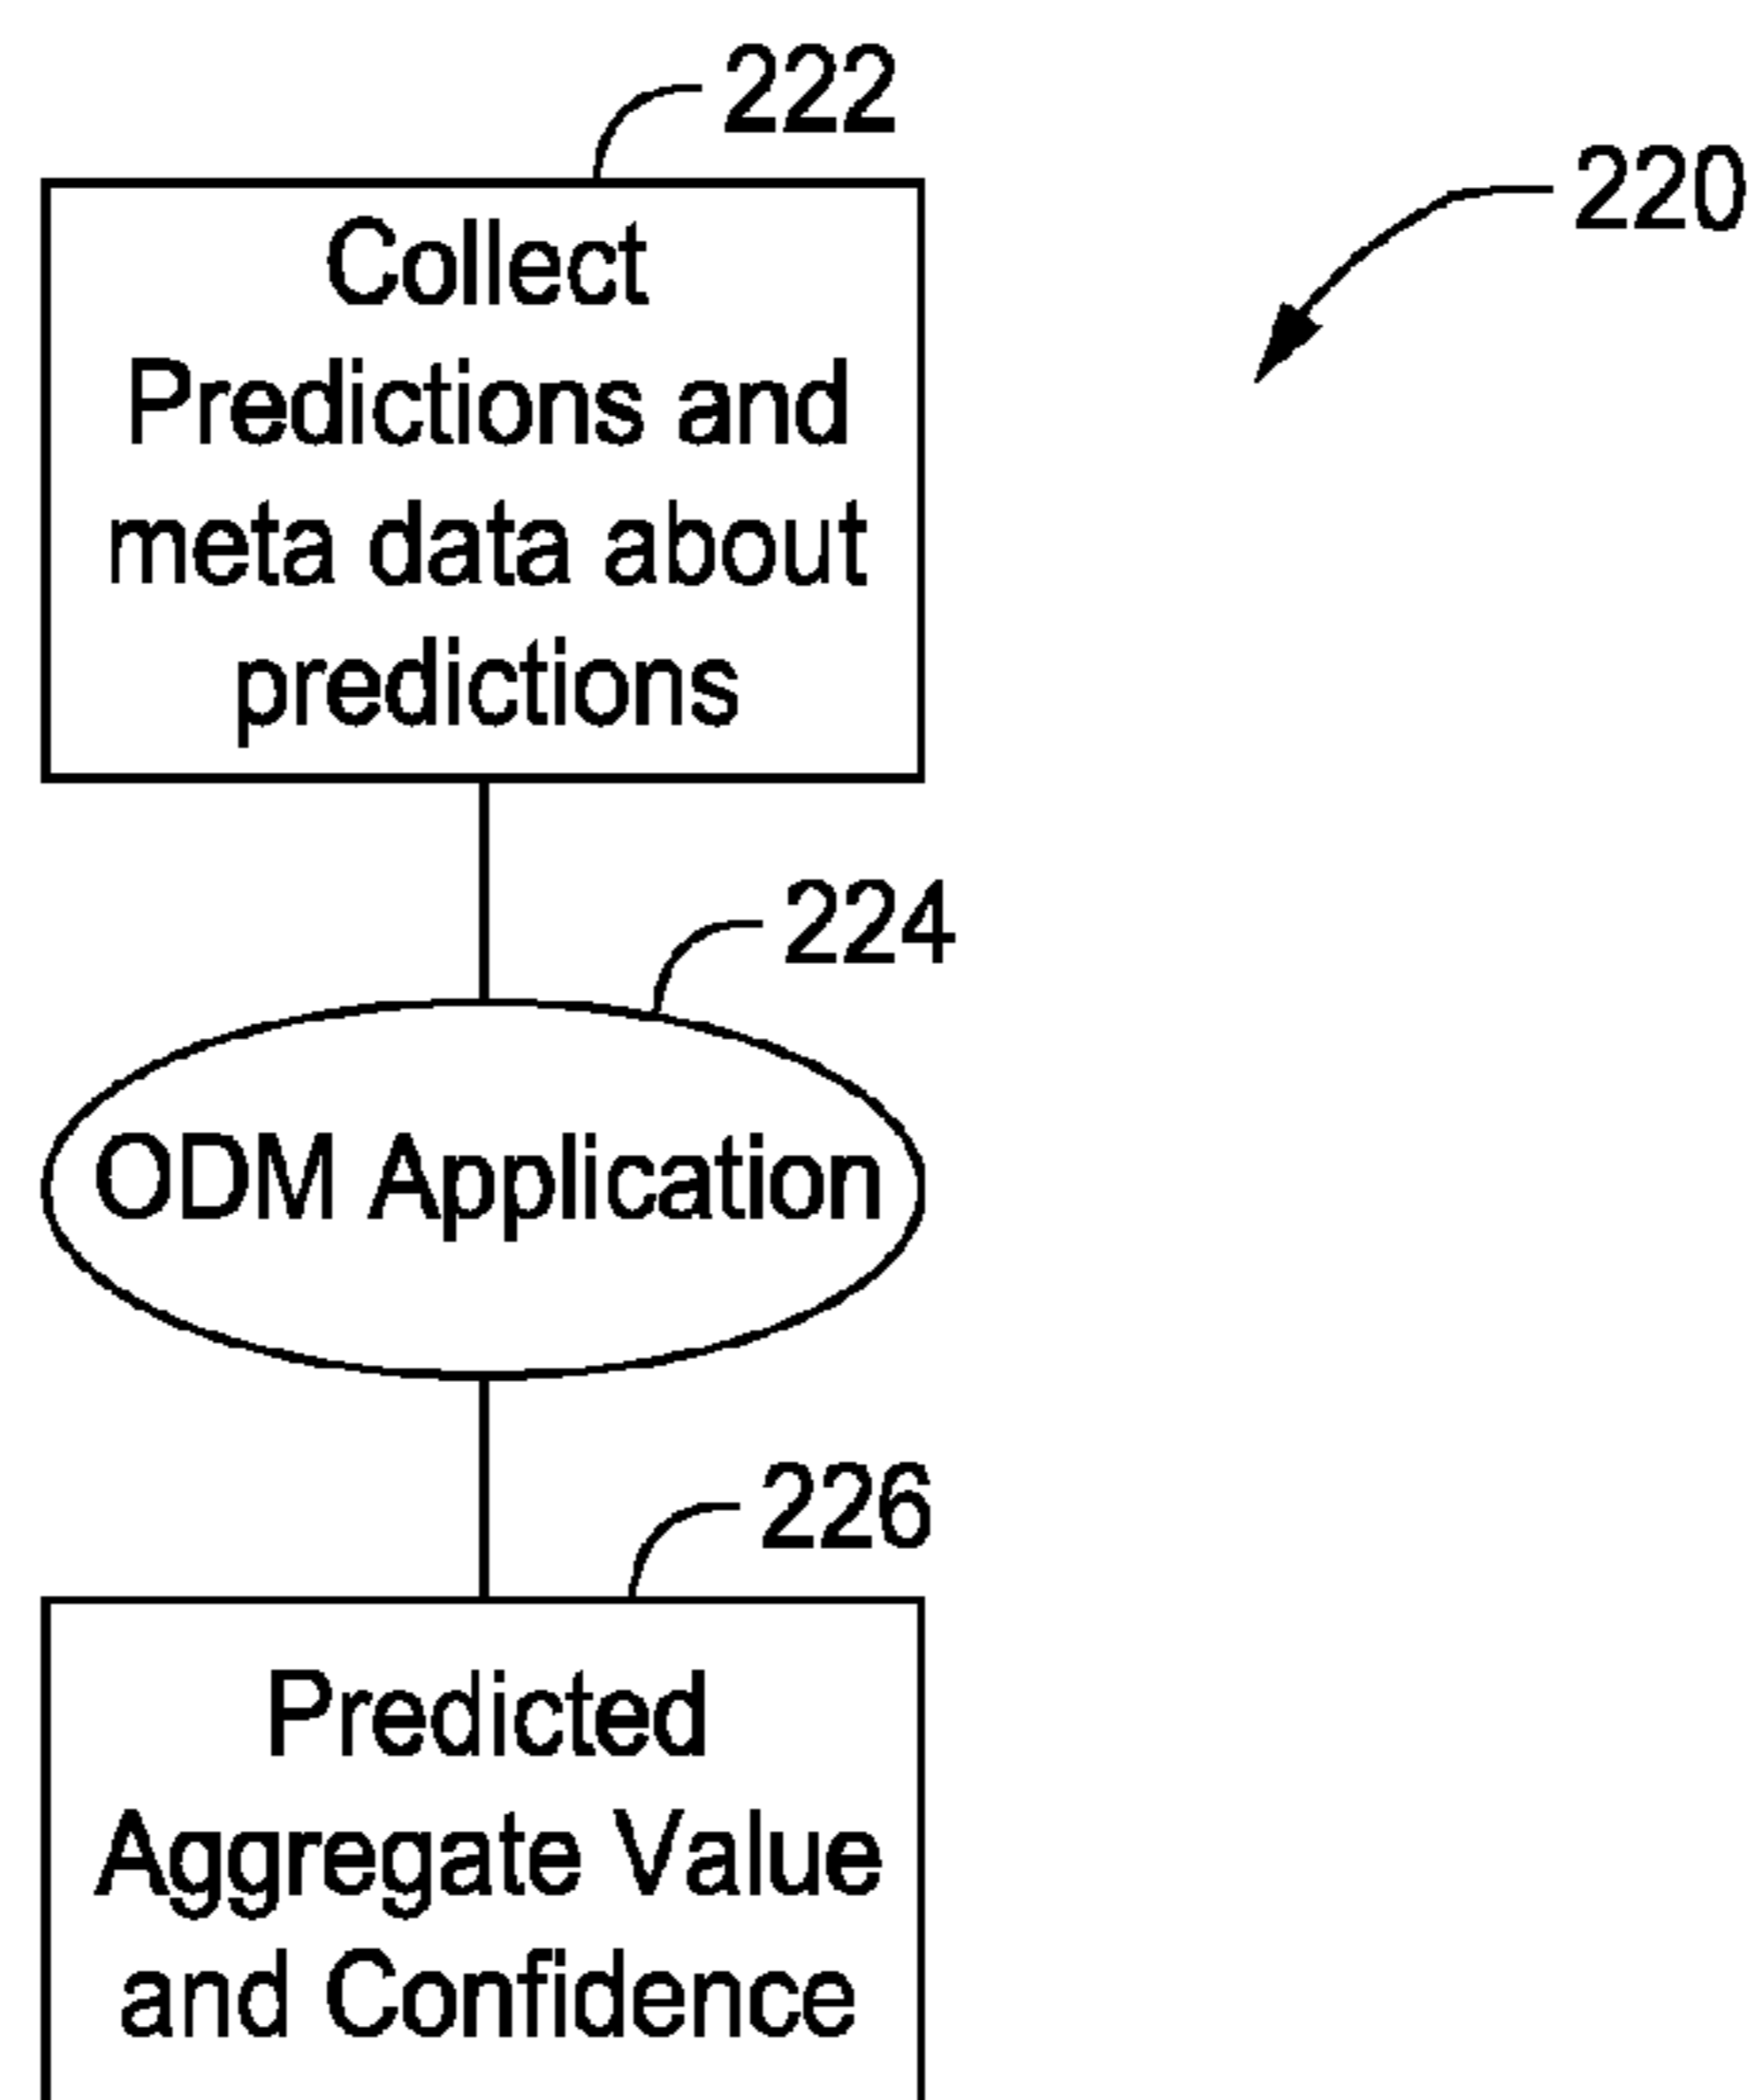 222
220
Collect
Predictions and
meta data about
predictions
224
ODM Application
226
Predicted
Aggregate Value
and Confidence